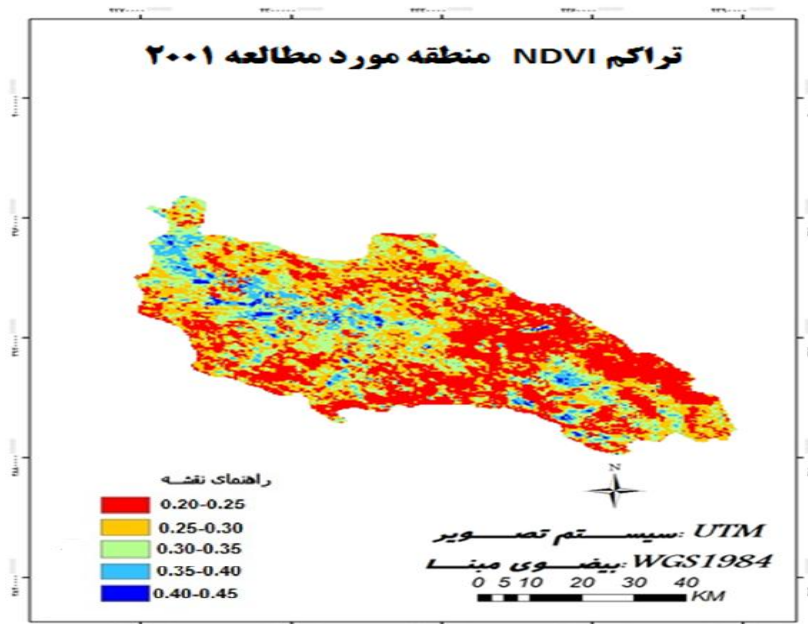 تراکم NDVI منطقه مورد مطالعه ۲۰۰۱
راهنمای نقشه
0.20-0.25
0.25-0.30
0.30-0.35
0.35-0.40
0.40-0.45
N
سیستم تصویر: UTM
بیضوی مبنا: WGS1984
0 5 10 20 30 40
KM